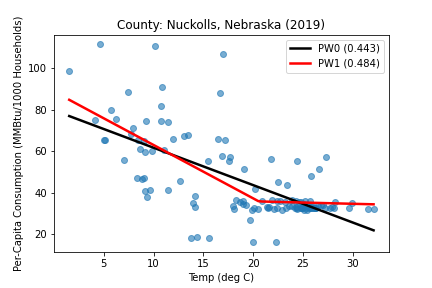 County: Nuckolls, Nebraska (2019)
PW0 (0.443)
PW1 (0.484)
Per-Capita Consumption (MMBtu/1000 Households)
100
80
60
40
20
5 10 15 20 25 30
Temp (deg C)